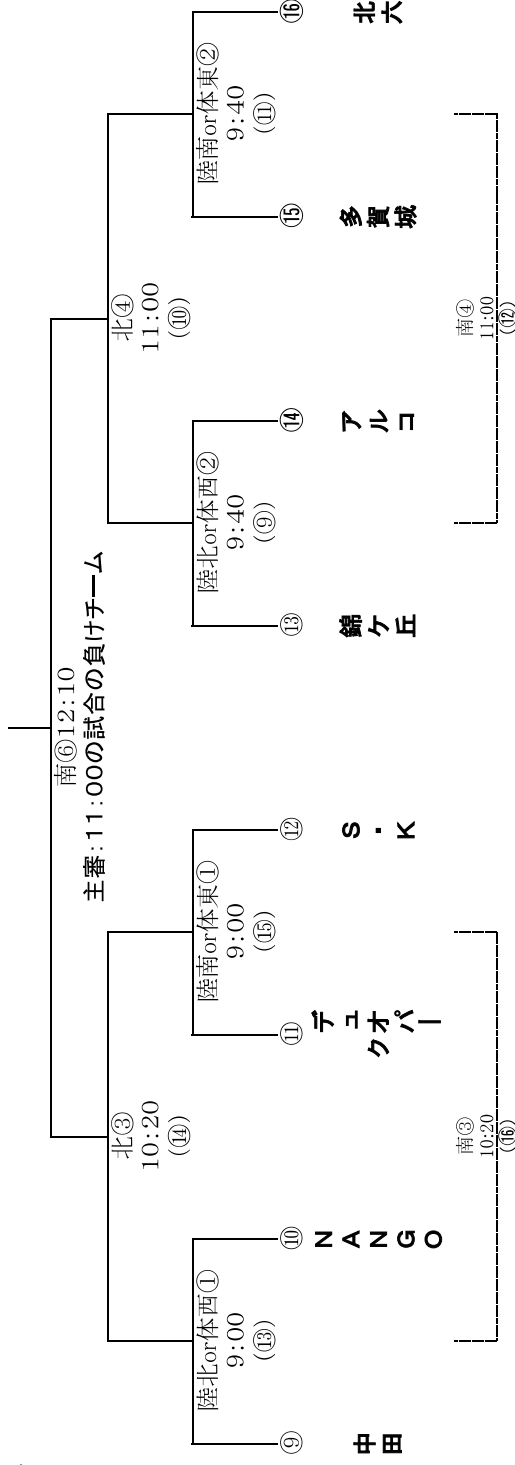 南⑥12:10
主審:11:00の試合の負けチーム
北③
10:20
(⑭)
北④
11:00
(⑩)
陸北or体西①
9:00
(⑬)
陸南or体東①
9:00
(⑮)
陸北or体西②
9:40
(⑨)
陸南or体東②
9:40
(⑪)
⑨
⑩
⑪
⑫
⑬
⑭
⑮
⑯
中田
NANGO
デュオパー
ク
S・K
錦ケ丘
アルコ
多賀城
北六
南③
10:20
(⑯)
南④
11:00
(⑫)